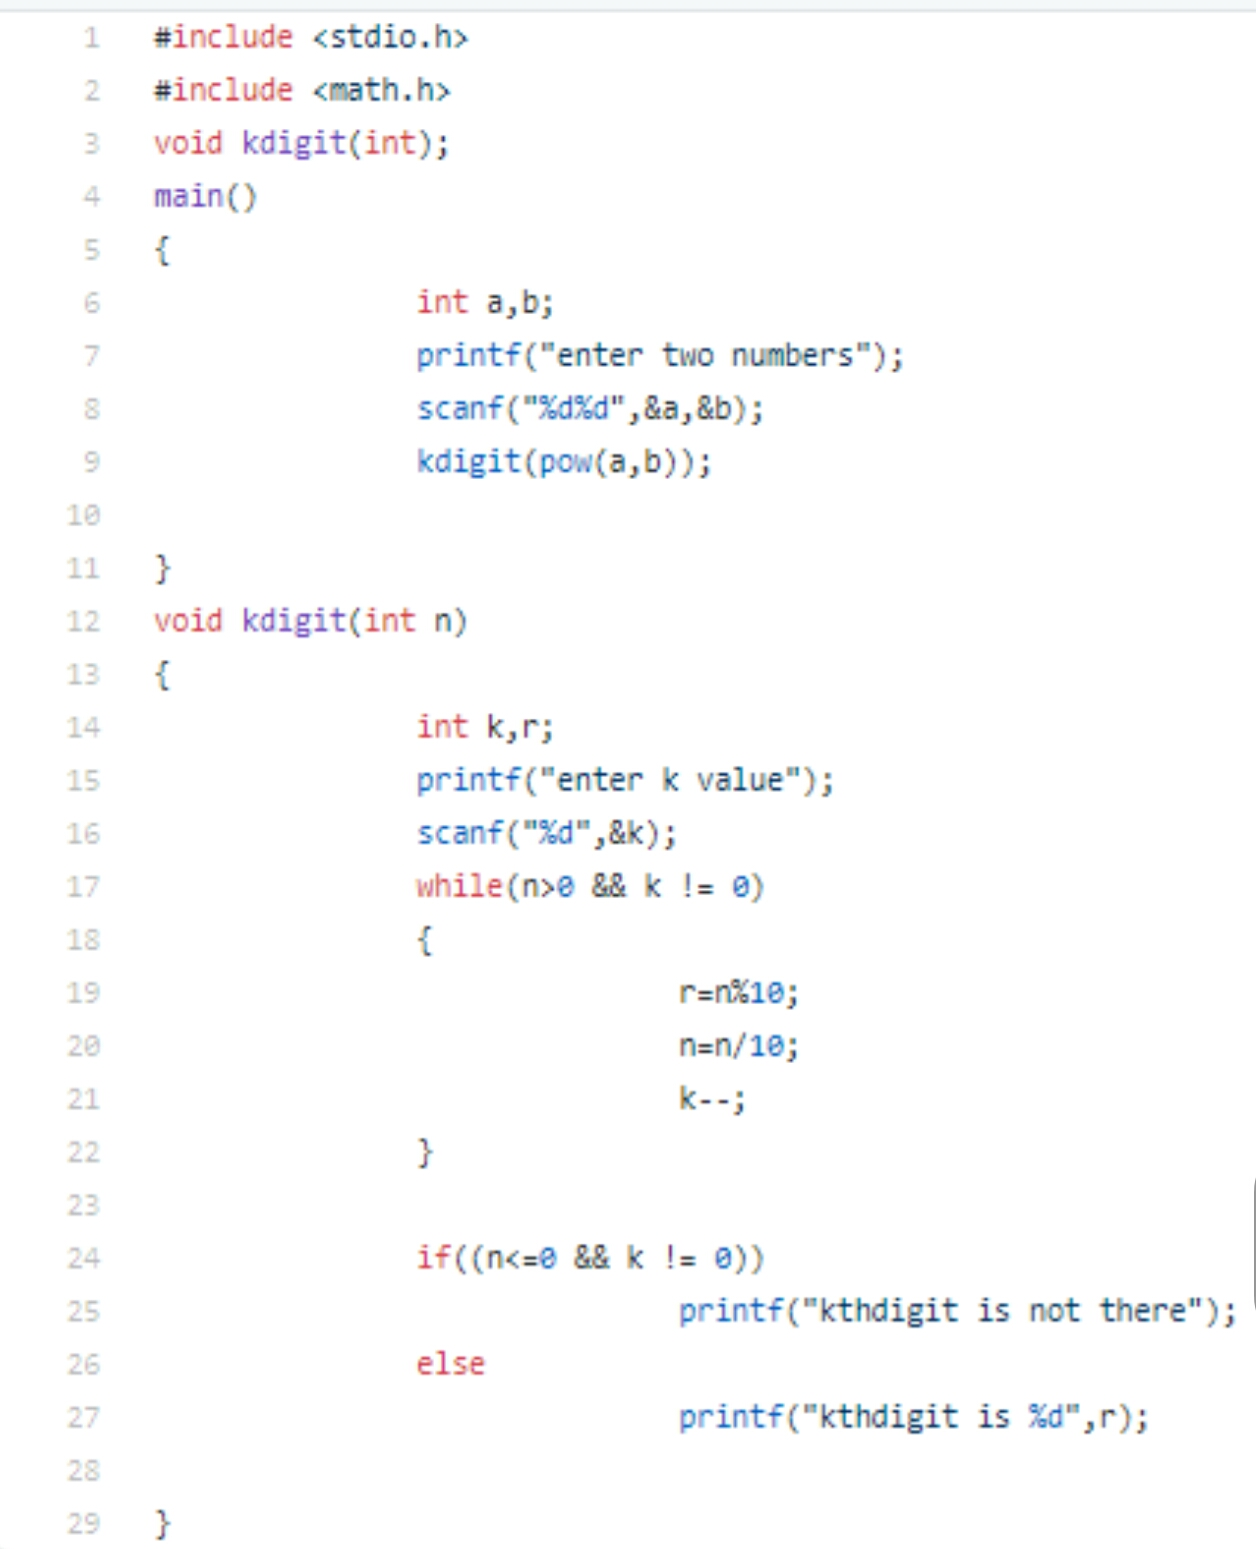 1 #include <stdio.h>
2 #include <math.h>
3 void kdigit(int);
4 main()
5 {
6 int a,b;
7 printf("enter two numbers");
8 scanf("%d%d",&a,&b);
9 kdigit(pow(a,b));
10
11 }
12 void kdigit(int n)
13 {
14 int k,r;
15 printf("enter k value");
16 scanf("%d",&k);
17 while(n>0 && k != 0)
18 {
19 r=n%10;
20 n=n/10;
21 k--;
22 }
23
24 if((n<=0 && k != 0))
25 printf("kthdigit is not there");
26 else
27 printf("kthdigit is %d",r);
28
29 }